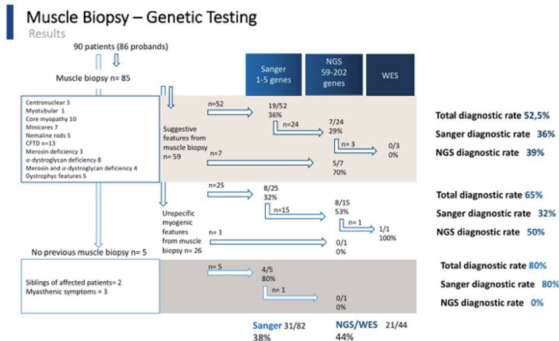 Muscle Biopsy – Genetic Testing
Results
90 patients (86 probands)
Muscle biopsy n= 85
Sanger
1-5 genes
NGS
59-202
genes
WES
Centronuclear 3
Myotubular 1
Core myopathy 10
Minicores 7
Nemaline rods 5
CFTD n=13
Merosin deficiency 3
α-dystroglycan deficiency 8
Merosin and α-dystroglycan deficiency 4
Dystrophyc features 5
Suggestive
features from
muscle biopsy
n= 59
n=52
19/52
36%
n=24
7/24
29%
n= 3
0/3
0%
n=7
5/7
70%
Total diagnostic rate 52,5%
Sanger diagnostic rate 36%
NGS diagnostic rate 39%
Unspecific
myogenic
features
from muscle
biopsy n= 26
n=25
8/25
32%
n=15
8/15
53%
n= 1
1/1
100%
n= 1
0/1
0%
Total diagnostic rate 65%
Sanger diagnostic rate 32%
NGS diagnostic rate 50%
No previous muscle biopsy n= 5
Siblings of affected patients= 2
Myasthenic symptoms = 3
n= 5
4/5
80%
n= 1
0/1
0%
Total diagnostic rate 80%
Sanger diagnostic rate 80%
NGS diagnostic rate 0%
Sanger 31/82
38%
NGS/WES 21/44
44%